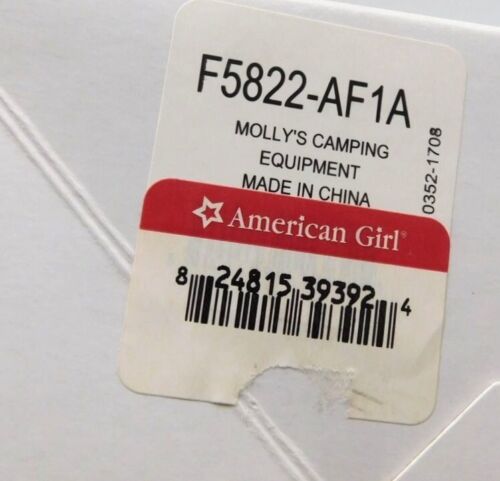 F5822-AF1A
MOLLY'S CAMPING
EQUIPMENT
MADE IN CHINA
0352-1708
American Girl®
8 24815 39392 4